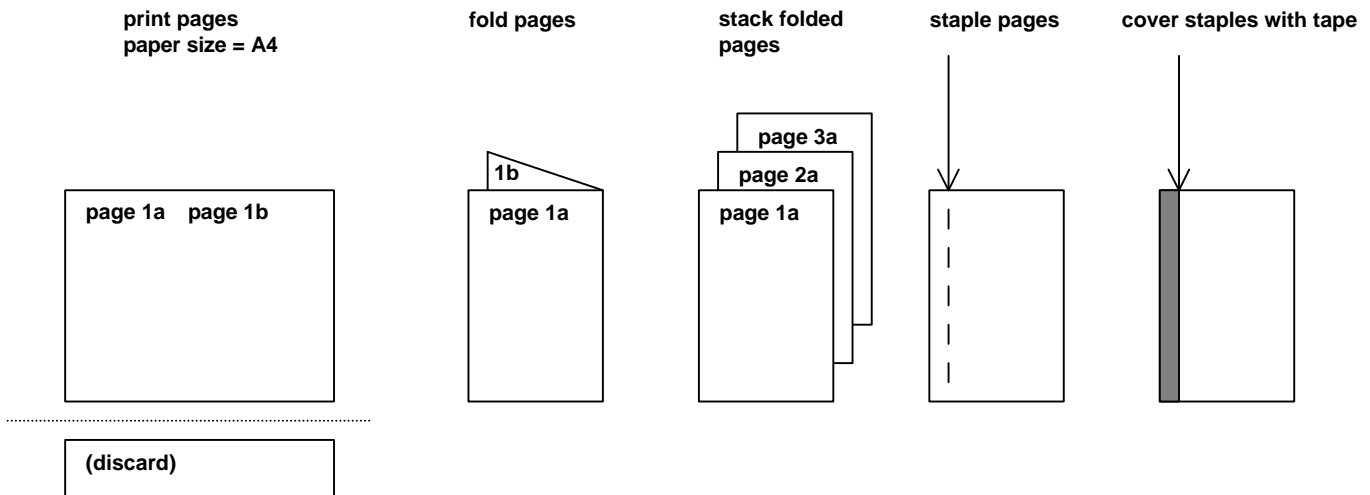 print pages
paper size = A4
fold pages
stack folded
pages
staple pages
cover staples with tape
page 1a page 1b
1b
page 1a
page 3a
page 2a
page 1a
(discard)